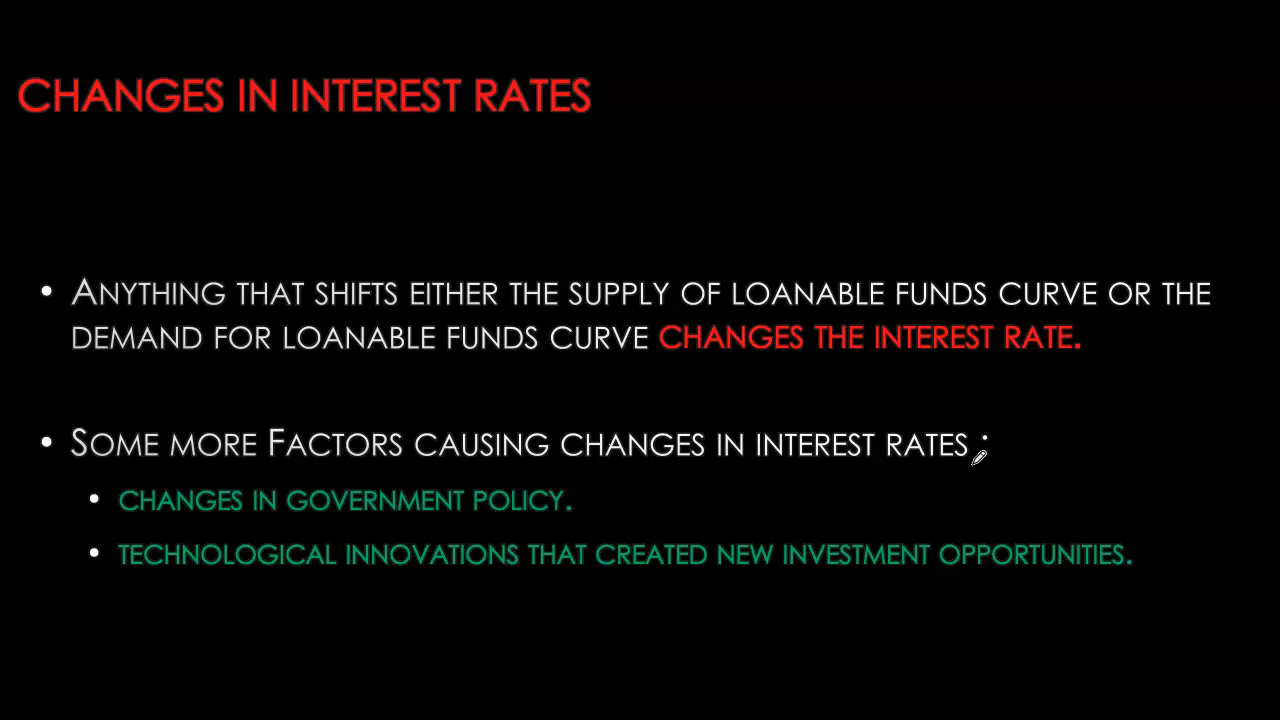 CHANGES IN INTEREST RATES
• ANYTHING THAT SHIFTS EITHER THE SUPPLY OF LOANABLE FUNDS CURVE OR THE
DEMAND FOR LOANABLE FUNDS CURVE CHANGES THE INTEREST RATE.
• SOME MORE FACTORS CAUSING CHANGES IN INTEREST RATES ;
• CHANGES IN GOVERNMENT POLICY.
• TECHNOLOGICAL INNOVATIONS THAT CREATED NEW INVESTMENT OPPORTUNITIES.